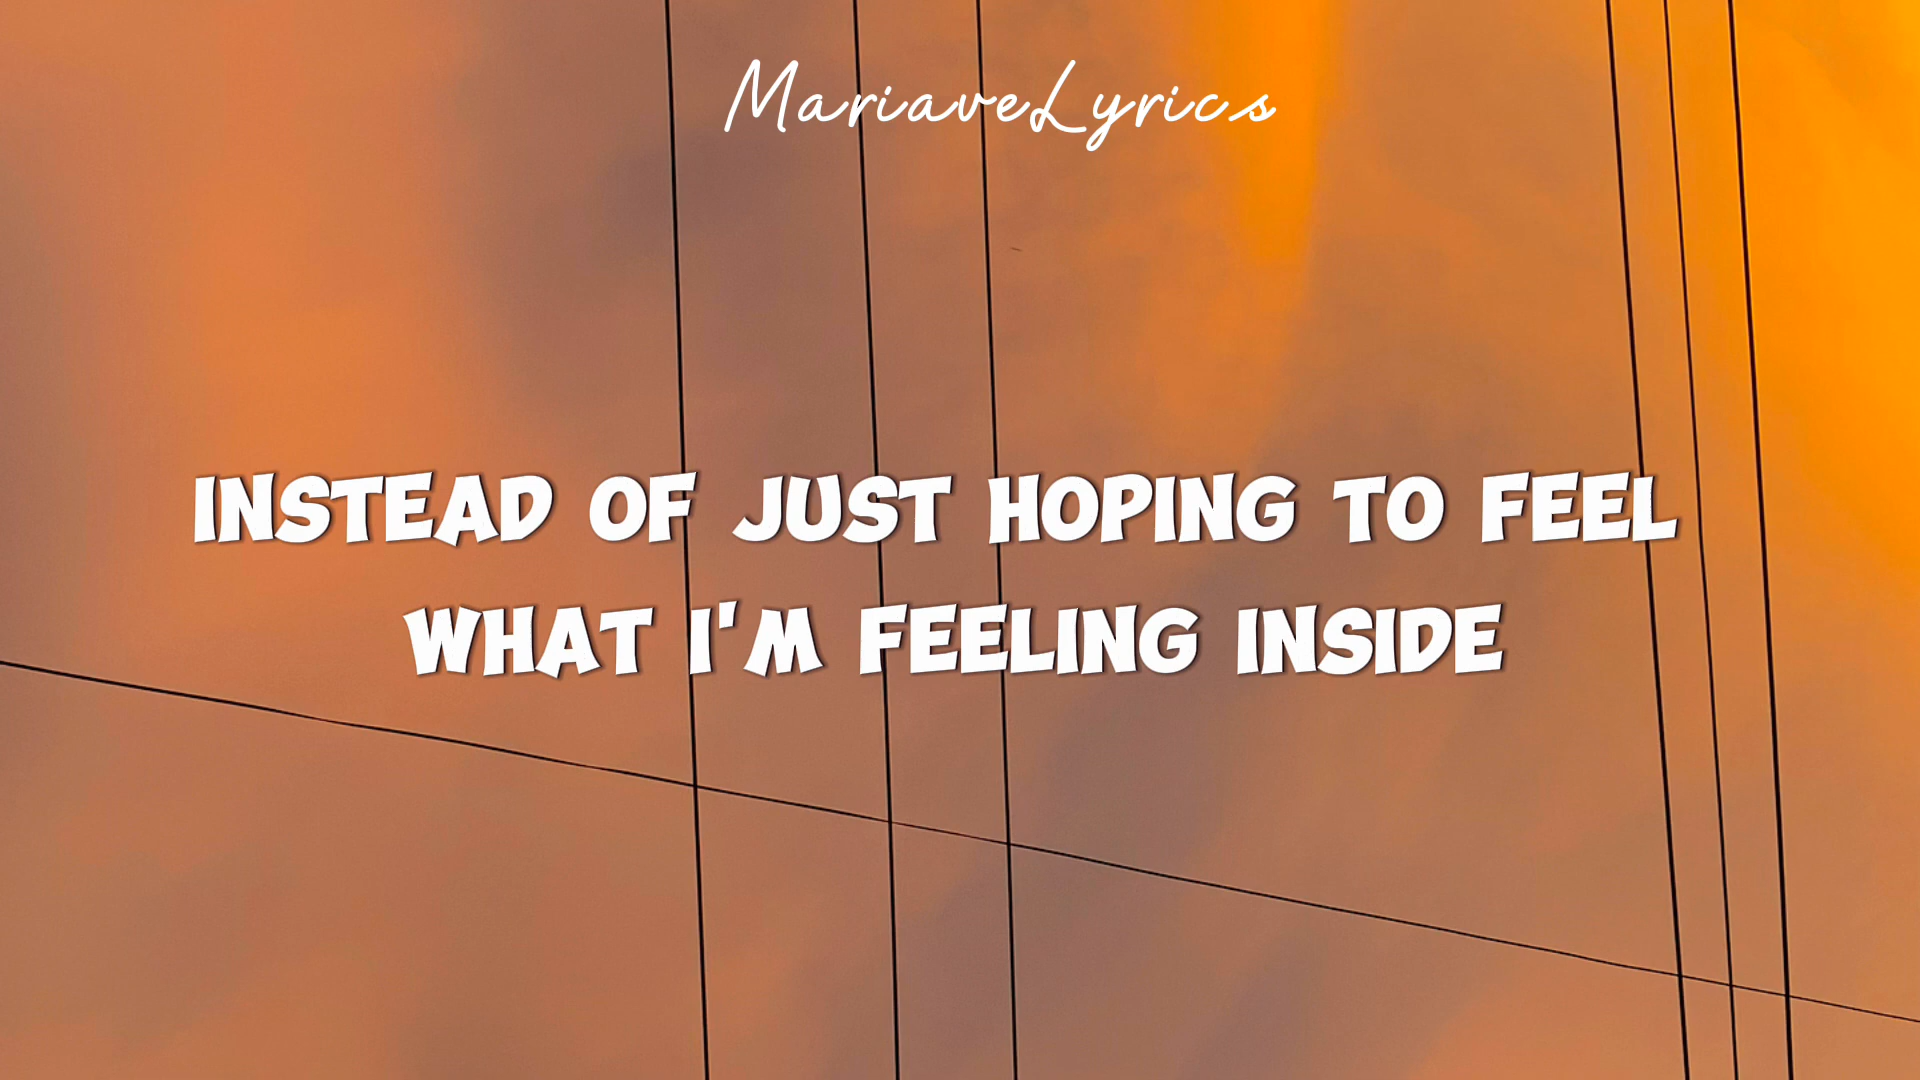 MariaveLyrics
INSTEAD OF JUST HOPING TO FEEL
WHAT I'M FEELING INSIDE